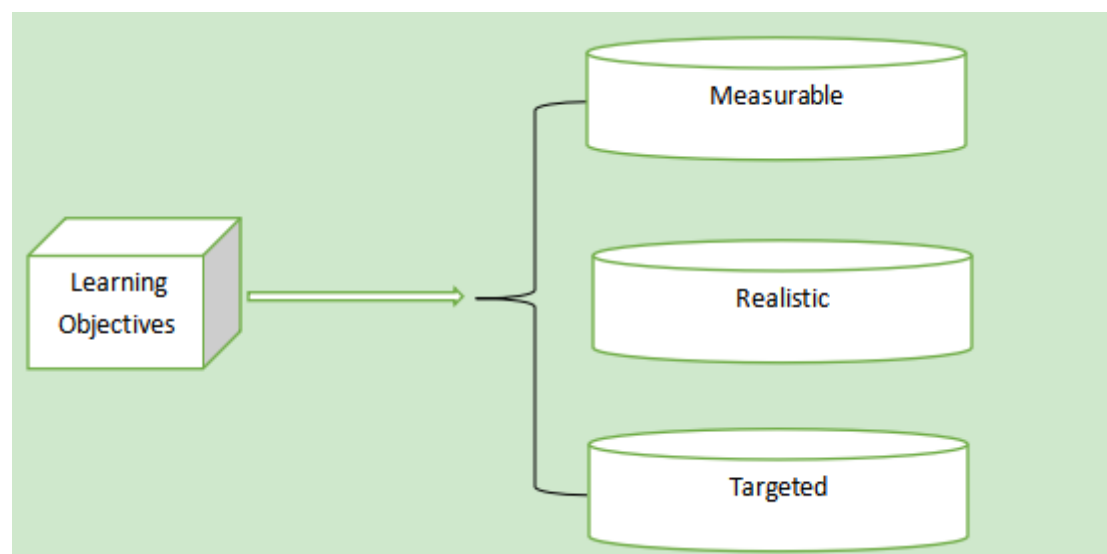 Measurable
Learning
Objectives
Realistic
Targeted